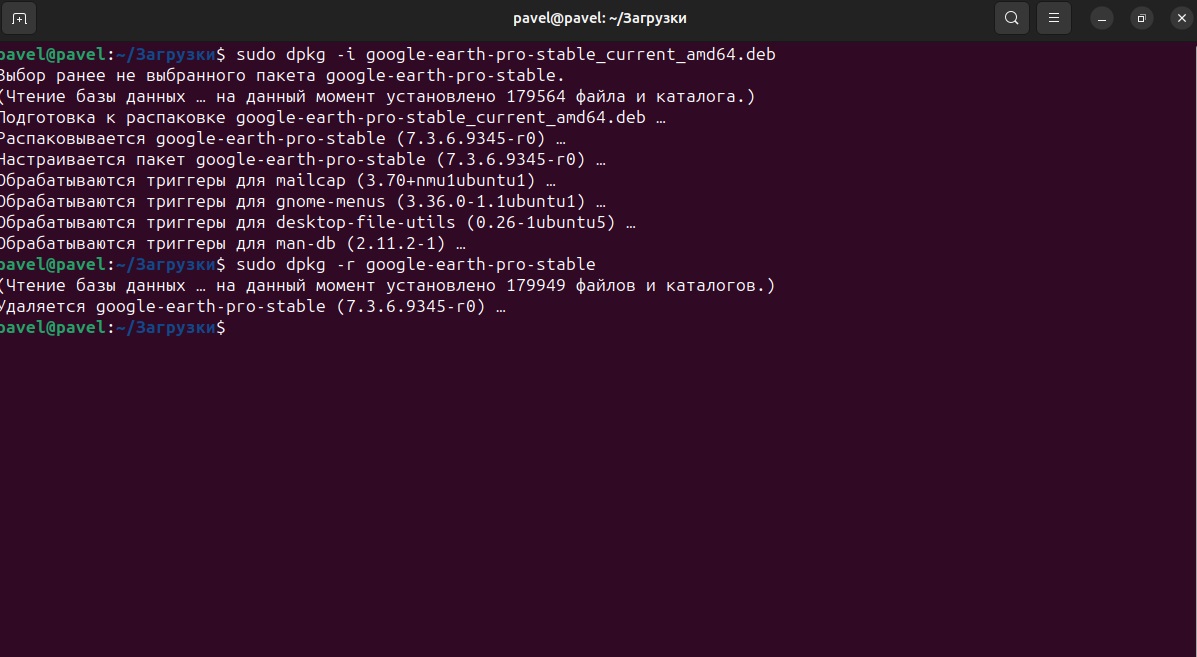 pavel@pavel: ~/Загрузки
pavel@pavel:~/Загрузки$ sudo dpkg -i google-earth-pro-stable_current_amd64.deb
Выбор ранее не выбранного пакета google-earth-pro-stable.
(Чтение базы данных … на данный момент установлено 179564 файла и каталога.)
Подготовка к распаковке google-earth-pro-stable_current_amd64.deb …
Распаковывается google-earth-pro-stable (7.3.6.9345-r0) …
Настраивается пакет google-earth-pro-stable (7.3.6.9345-r0) …
Обрабатываются триггеры для mailcap (3.70+nmu1ubuntu1) …
Обрабатываются триггеры для gnome-menus (3.36.0-1.1ubuntu1) …
Обрабатываются триггеры для desktop-file-utils (0.26-1ubuntu5) …
Обрабатываются триггеры для man-db (2.11.2-1) …
pavel@pavel:~/Загрузки$ sudo dpkg -r google-earth-pro-stable
(Чтение базы данных … на данный момент установлено 179949 файлов и каталогов.)
Удаляется google-earth-pro-stable (7.3.6.9345-r0) …
pavel@pavel:~/Загрузки$